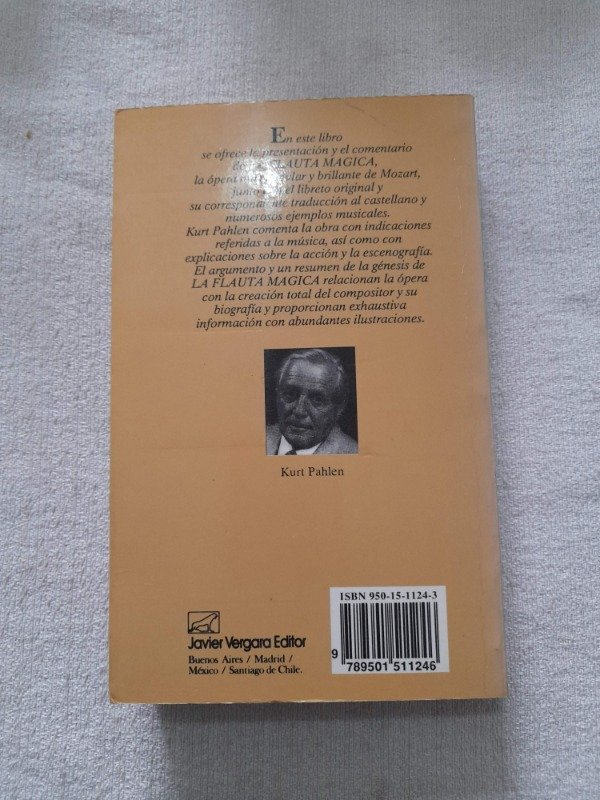 En este libro
se ofrece la presentación y el comentario
LA FLAUTA MAGICA,
la ópera más popular y brillante de Mozart,
junto con el libreto original y
su correspondiente traducción al castellano y
numerosos ejemplos musicales.
Kurt Pahlen comenta la obra con indicaciones
referidas a la música, así como con
explicaciones sobre la acción y la escenografía.
El argumento y un resumen de la génesis de
LA FLAUTA MAGICA relacionan la ópera
con la creación total del compositor y su
biografía y proporcionan exhaustiva
información con abundantes ilustraciones.
Kurt Pahlen
ISBN 950-15-1124-3
9 789501 511246
Javier Vergara Editor
Buenos Aires / Madrid /
México / Santiago de Chile.